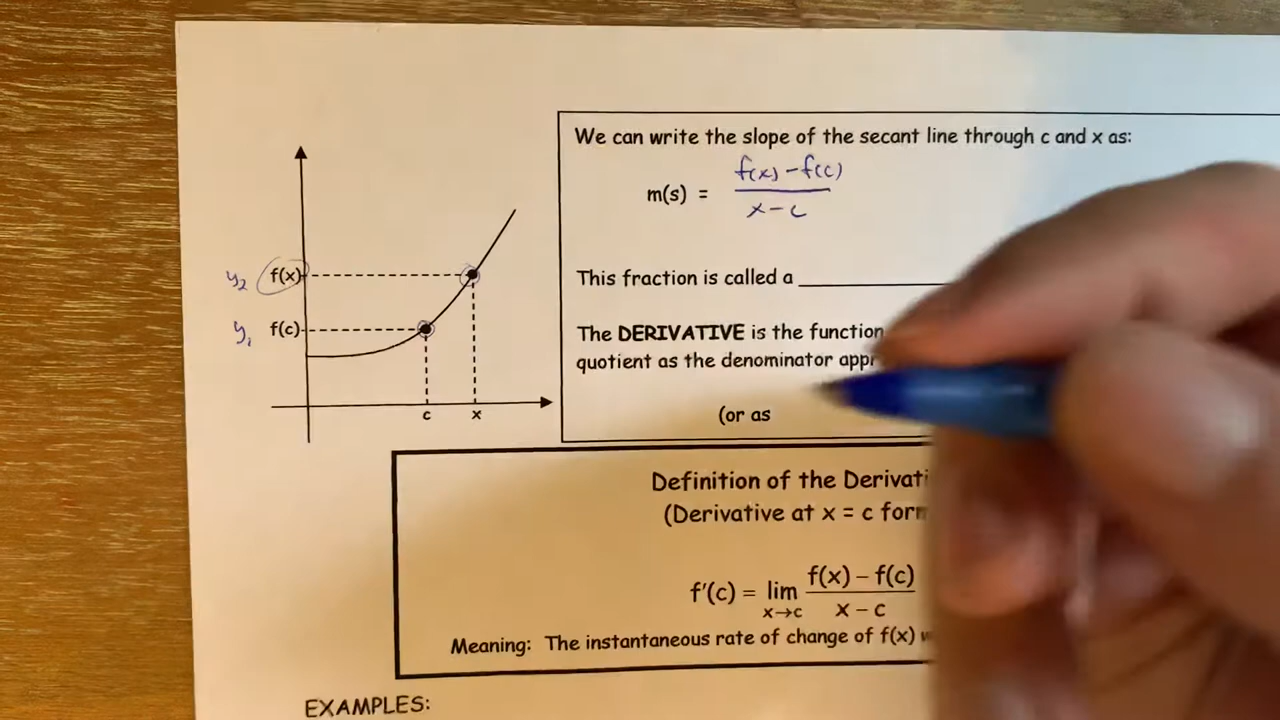 We can write the slope of the secant line through c and x as:
f(x) - f(c)
m(s) =
x - c
y₂ f(x)
This fraction is called a
y₁ f(c)
The DERIVATIVE is the function
quotient as the denominator
c x
(or as
Definition of the
(Derivative at x = c
f'(c) = lim x→c f(x) – f(c) / x – c
Meaning: The instantaneous rate of change of f(x)
EXAMPLES: